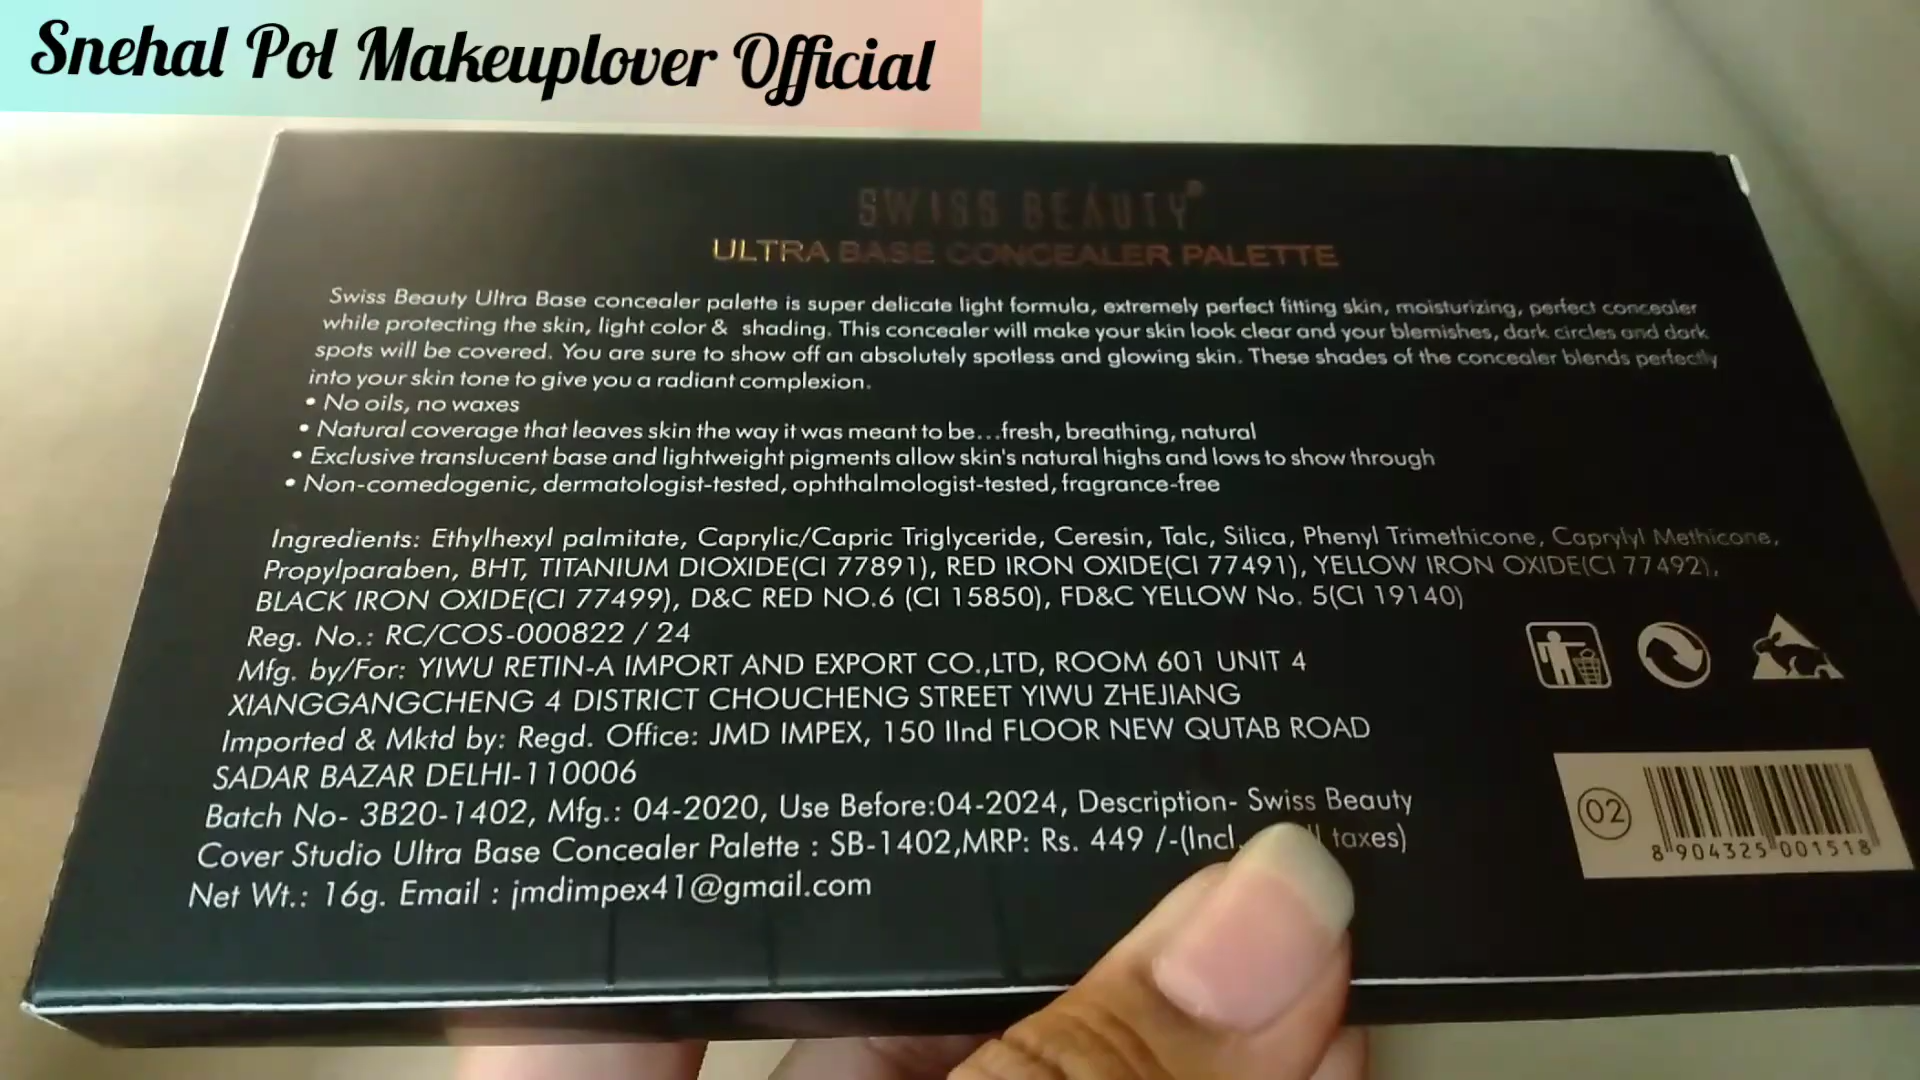 Snehal Pol Makeuplover Official
SWISS BEAUTY®
ULTRA BASE CONCEALER PALETTE
Swiss Beauty Ultra Base concealer palette is super delicate light formula, extremely perfect fitting skin, moisturizing, perfect concealer
while protecting the skin, light color & shading. This concealer will make your skin look clear and your blemishes, dark circles and dark
spots will be covered. You are sure to show off an absolutely spotless and glowing skin. These shades of the concealer blends perfectly
into your skin tone to give you a radiant complexion.
• No oils, no waxes
• Natural coverage that leaves skin the way it was meant to be...fresh, breathing, natural
• Exclusive translucent base and lightweight pigments allow skin's natural highs and lows to show through
• Non-comedogenic, dermatologist-tested, ophthalmologist-tested, fragrance-free
Ingredients: Ethylhexyl palmitate, Caprylic/Capric Triglyceride, Ceresin, Talc, Silica, Phenyl Trimethicone, Caprylyl Methicone,
Propylparaben, BHT, TITANIUM DIOXIDE(CI 77891), RED IRON OXIDE(CI 77491), YELLOW IRON OXIDE(CI 77492),
BLACK IRON OXIDE(CI 77499), D&C RED NO.6 (CI 15850), FD&C YELLOW No. 5(CI 19140)
Reg. No.: RC/COS-000822 / 24
Mfg. by/For: YIWU RETIN-A IMPORT AND EXPORT CO.,LTD, ROOM 601 UNIT 4
XIANGGANGCHENG 4 DISTRICT CHOUCHENG STREET YIWU ZHEJIANG
Imported & Mktd by: Regd. Office: JMD IMPEX, 150 IInd FLOOR NEW QUTAB ROAD
SADAR BAZAR DELHI-110006
Batch No- 3B20-1402, Mfg.: 04-2020, Use Before:04-2024, Description- Swiss Beauty
Cover Studio Ultra Base Concealer Palette : SB-1402,MRP: Rs. 449 /-(Incl. taxes)
Net Wt.: 16g. Email : jmdimpex41@gmail.com
02
8 904325 001518